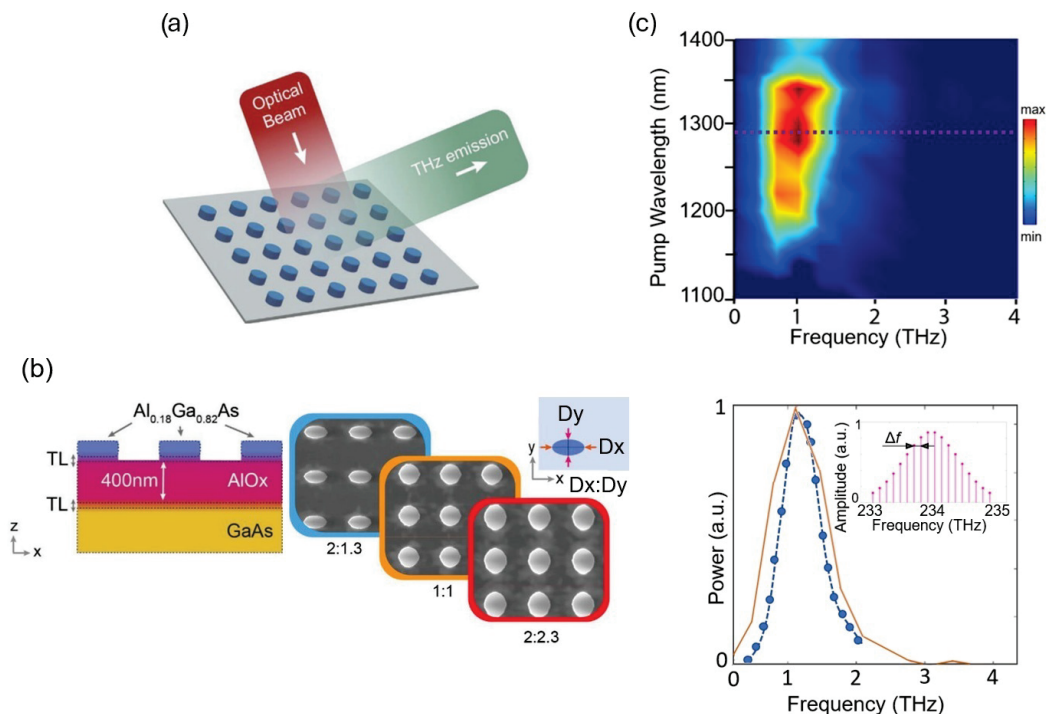 (a)
Optical
Beam
THz emission
(b)
Al0.18Ga0.82As
TL
400nm
AlOx
TL
GaAs
z
x
2:1.3
1:1
2:2.3
Dy
y
Dx
x
Dx:Dy
(c)
1400
1300
1200
1100
Pump Wavelength (nm)
0 1 2 3 4
Frequency (THz)
max
min
1
0
Power (a.u.)
0 1 2 3 4
Frequency (THz)
1
0
Amplitude (a.u.)
Δf
233 234 235
Frequency (THz)